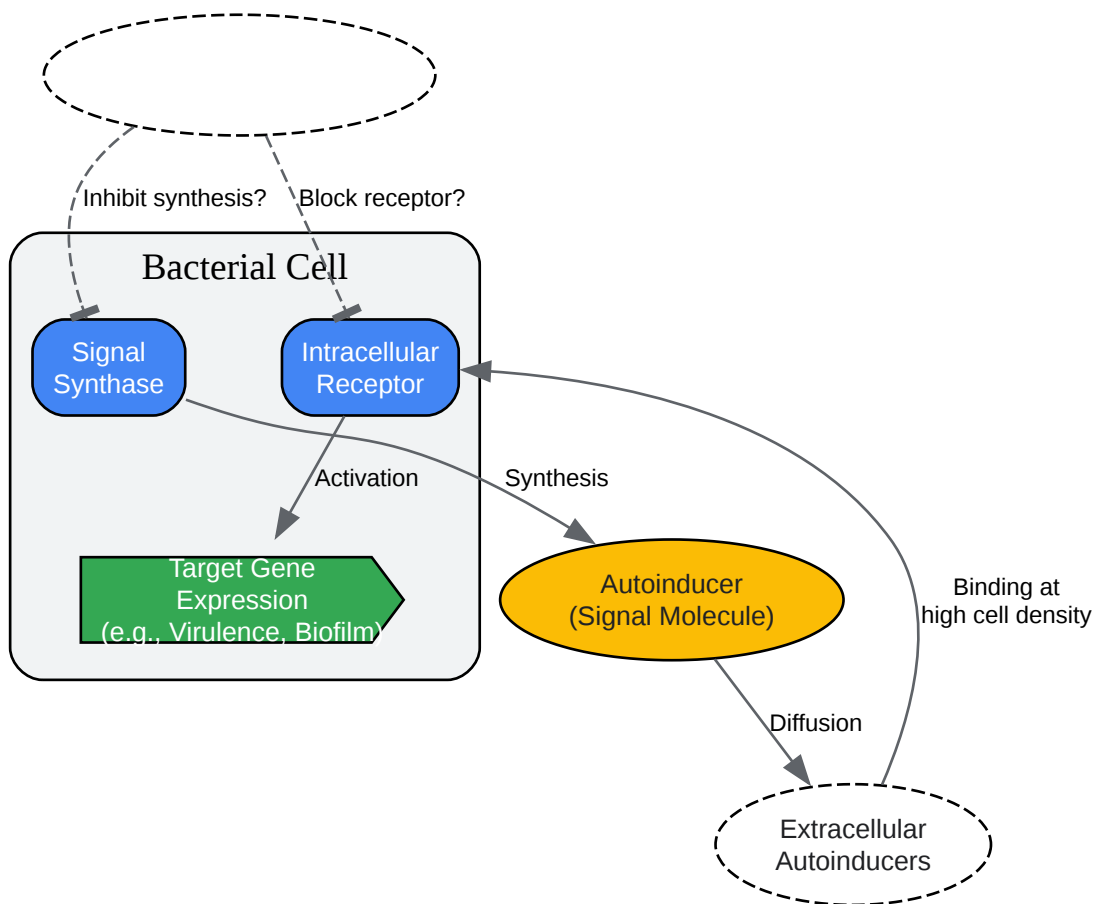 Inhibit synthesis?
Block receptor?
Bacterial Cell
Signal
Synthase
Intracellular
Receptor
Activation
Synthesis
Target Gene
Expression
(e.g., Virulence, Biofilm)
Autoinducer
(Signal Molecule)
Binding at
high cell density
Diffusion
Extracellular
Autoinducers